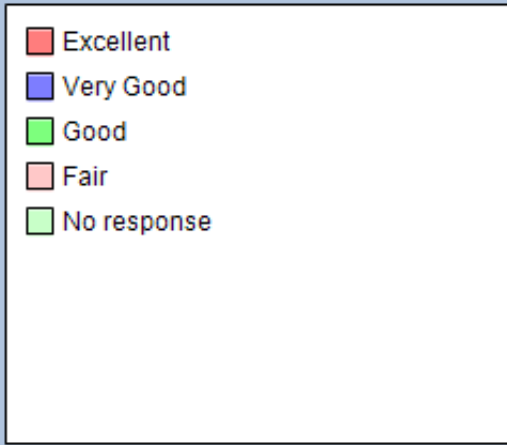 Excellent
Very Good
Good
Fair
No response